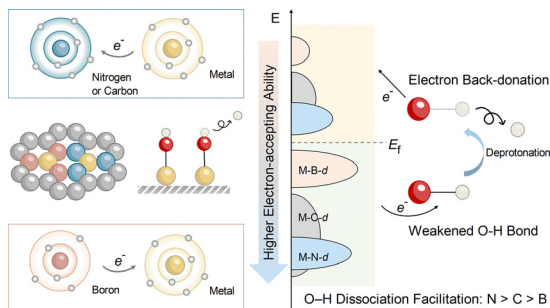 e⁻
Nitrogen
or Carbon
Metal
e⁻
Boron
Metal
Higher Electron-accepting Ability
E
E_f
M-B-d
M-C-d
M-N-d
Electron Back-donation
e⁻
Deprotonation
e⁻
Weakened O-H Bond
O–H Dissociation Facilitation: N > C > B